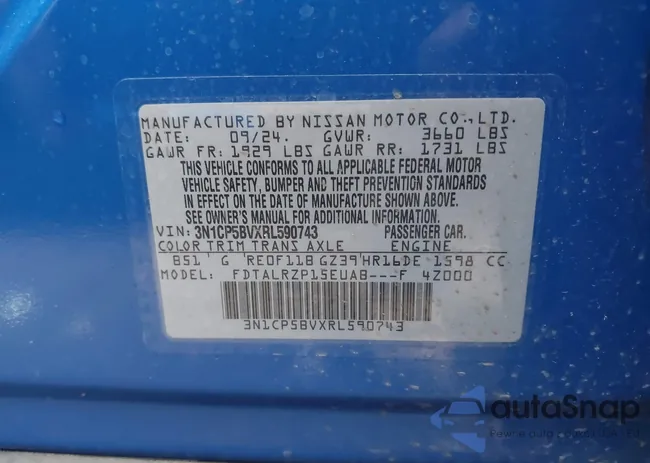 MANUFACTURED BY NISSAN MOTOR CO.,LTD.
DATE: 09/24. GVWR: 3660 LBS
GAWR FR: 1929 LBS GAWR RR: 1731 LBS
THIS VEHICLE CONFORMS TO ALL APPLICABLE FEDERAL MOTOR
VEHICLE SAFETY, BUMPER AND THEFT PREVENTION STANDARDS
IN EFFECT ON THE DATE OF MANUFACTURE SHOWN ABOVE.
SEE OWNER'S MANUAL FOR ADDITIONAL INFORMATION.
VIN: 3N1CP5BVXRL590743 PASSENGER CAR.
COLOR TRIM TRANS AXLE ENGINE
B51 G RE0F11B GZ39 HR16DE 1598 CC
MODEL: FDTALRZP15EUAB---F 4Z000
3N1CP5BVXRL590743
autoSnap